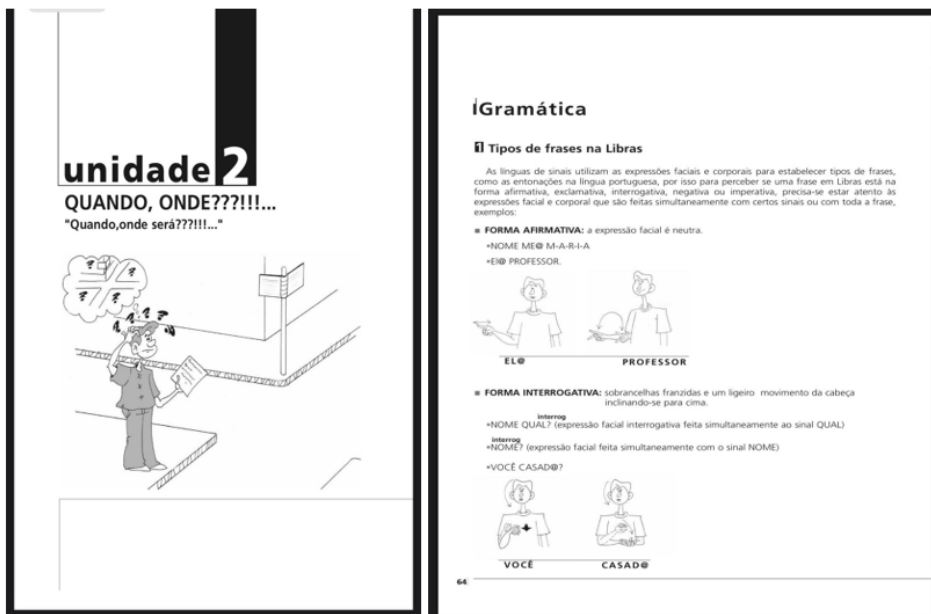 unidade 2
QUANDO, ONDE???!!!...
"Quando,onde será???!!!..."
? ? ? ? ?
Gramática
1 Tipos de frases na Libras
As línguas de sinais utilizam as expressões faciais e corporais para estabelecer tipos de frases,
como as entonações na língua portuguesa, por isso para perceber se uma frase em Libras está na
forma afirmativa, exclamativa, interrogativa, negativa ou imperativa, precisa-se estar atento às
expressões facial e corporal que são feitas simultaneamente com certos sinais ou com toda a frase,
exemplos:
FORMA AFIRMATIVA: a expressão facial é neutra.
•NOME ME@ M-A-R-I-A
•El@ PROFESSOR.
EL@ PROFESSOR
FORMA INTERROGATIVA: sobrancelhas franzidas e um ligeiro movimento da cabeça
inclinando-se para cima.
interrog
•NOME QUAL? (expressão facial interrogativa feita simultaneamente ao sinal QUAL)
interrog
•NOME? (expressão facial feita simultaneamente com o sinal NOME)
•VOCÊ CASAD@?
VOCÊ CASAD@
64